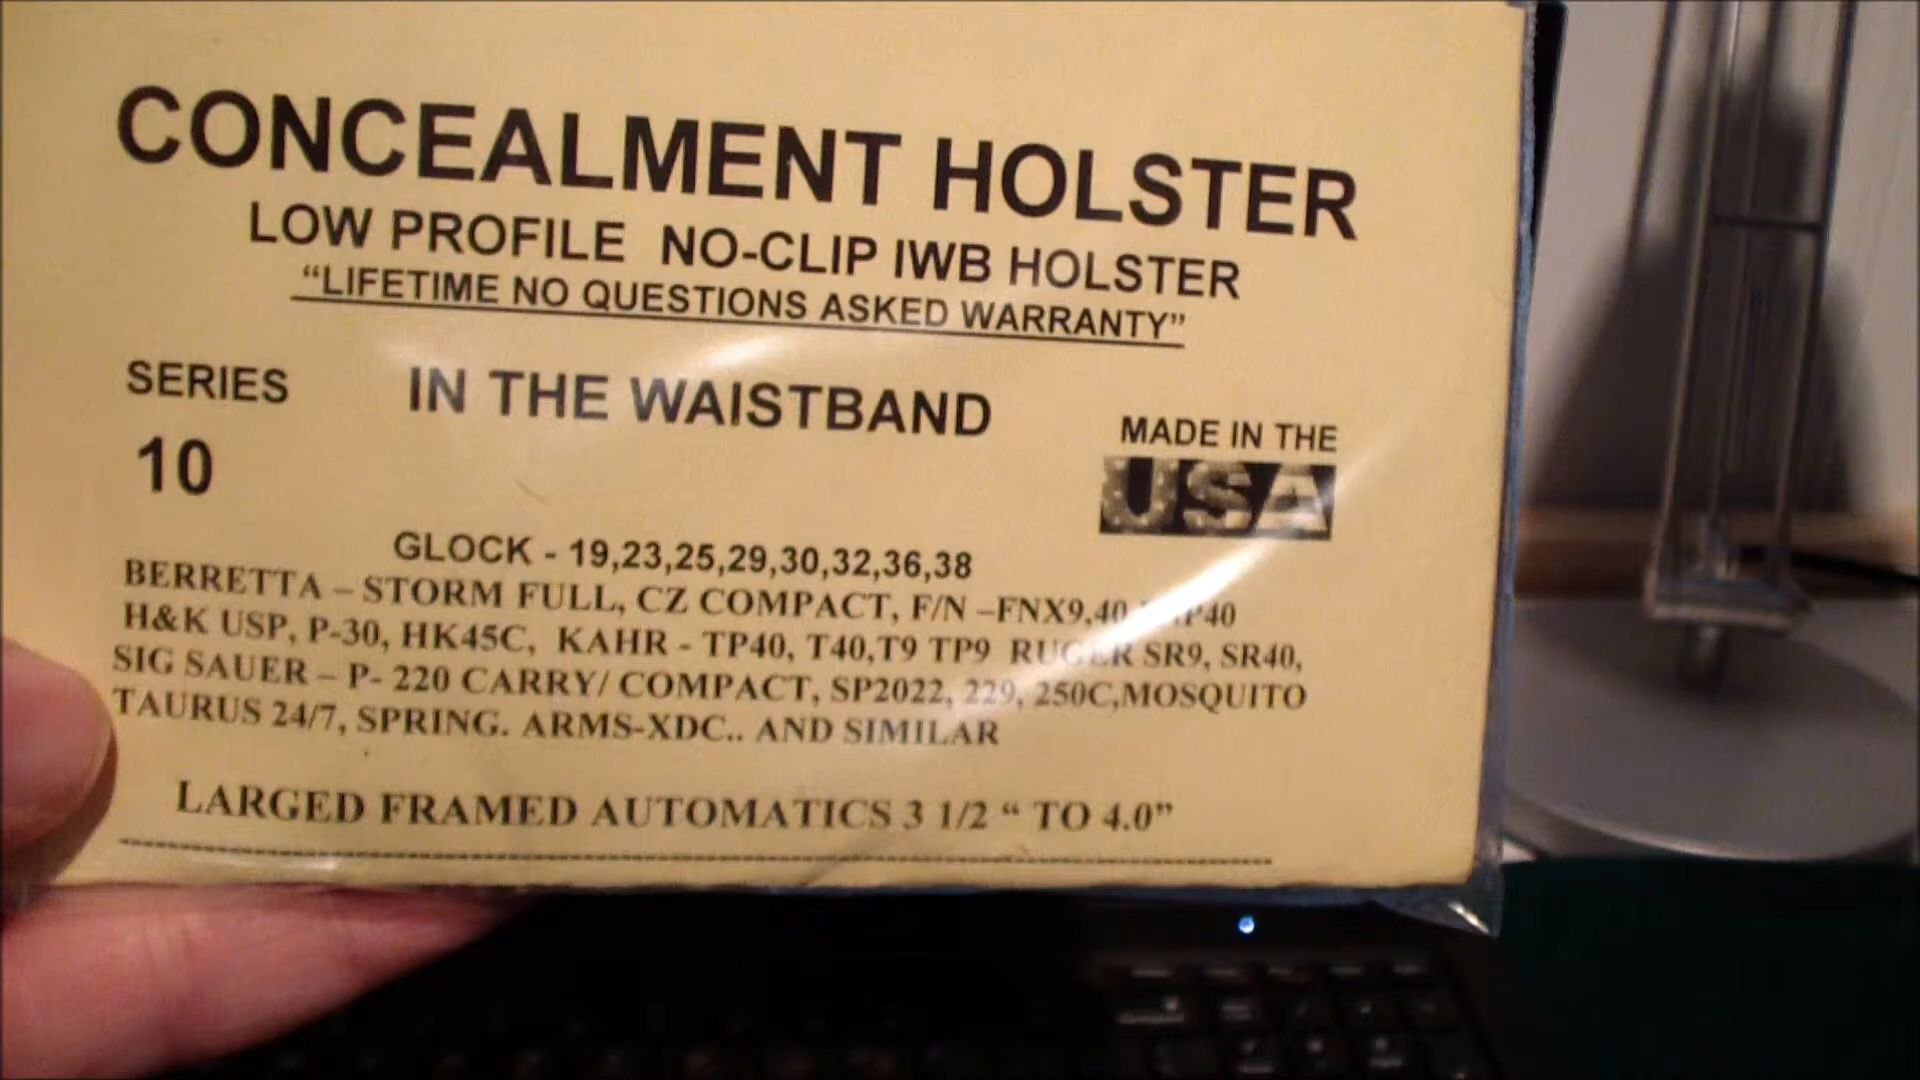 CONCEALMENT HOLSTER
LOW PROFILE NO-CLIP IWB HOLSTER
“LIFETIME NO QUESTIONS ASKED WARRANTY”
SERIES
10
IN THE WAISTBAND
MADE IN THE
USA
GLOCK - 19,23,25,29,30,32,36,38
BERRETTA – STORM FULL, CZ COMPACT, F/N –FNX9,40
H&K USP, P-30, HK45C, KAHR - TP40, T40,T9 TP9 RUGER SR9, SR40,
SIG SAUER – P- 220 CARRY/ COMPACT, SP2022, 229, 250C,MOSQUITO
TAURUS 24/7, SPRING. ARMS-XDC.. AND SIMILAR
LARGED FRAMED AUTOMATICS 3 1/2 “ TO 4.0”